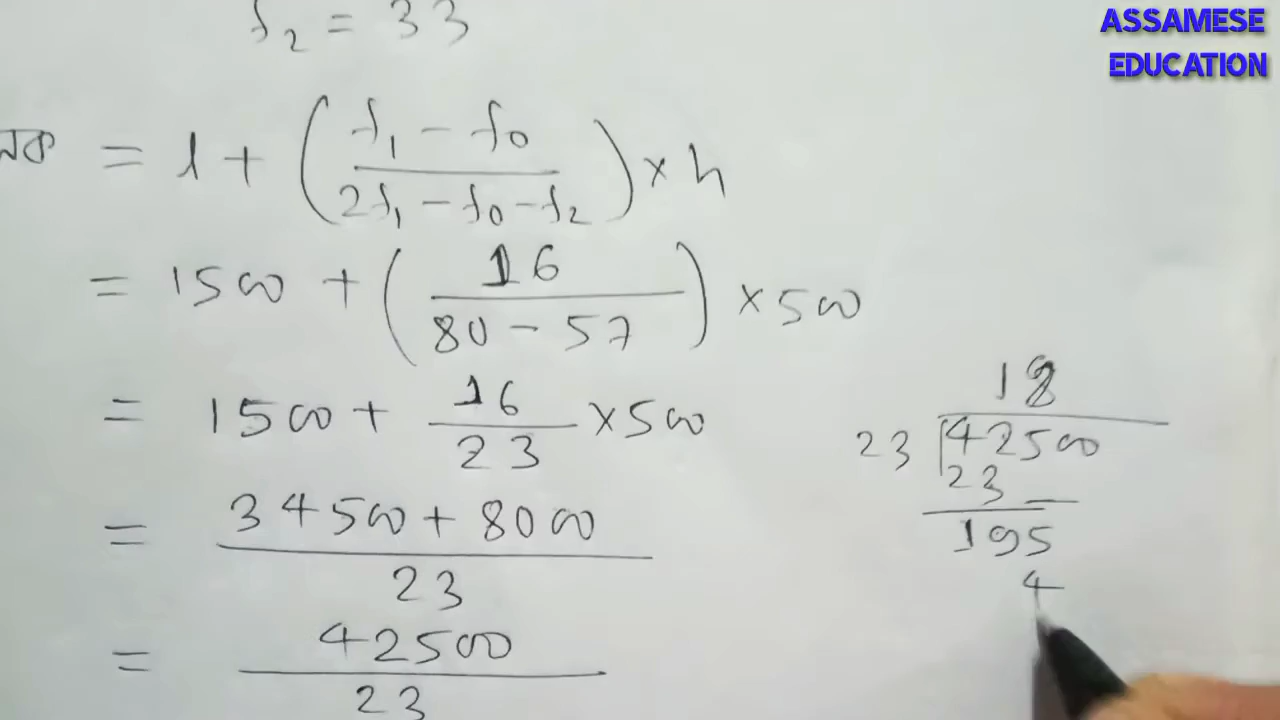 ASSAMESE
EDUCATION
f₂ = 33
= l + (f₁ - f₀ / 2f₁ - f₀ - f₂) × h
= 1500 + (16 / 80 - 57) × 500
= 1500 + 16/23 × 500
= 34500 + 8000 / 23
= 42500 / 23
18
23 42500
23
195
4